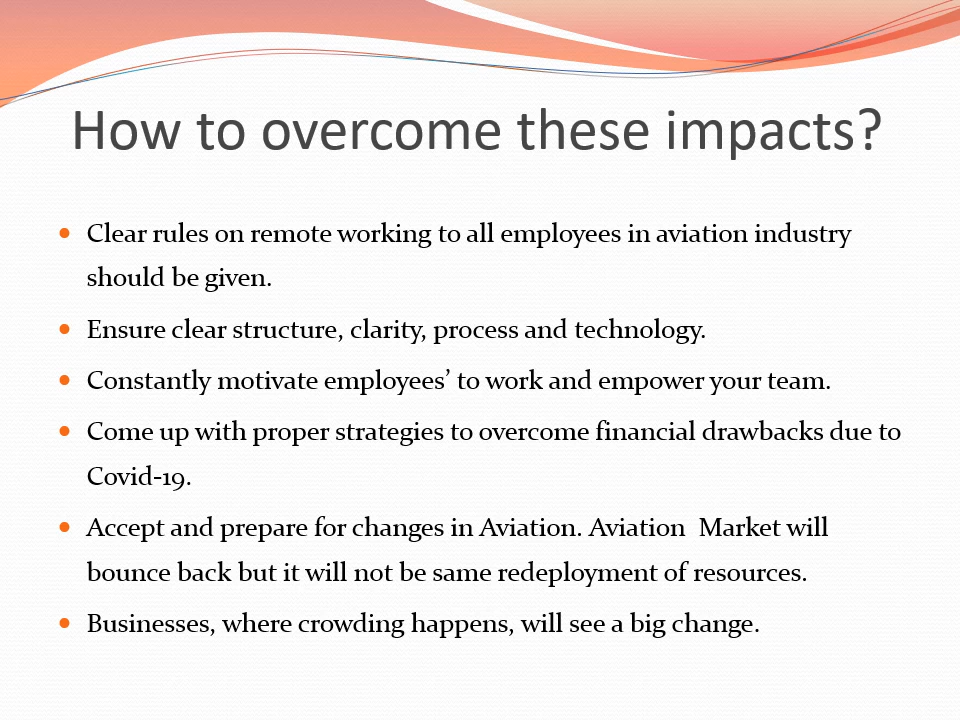 How to overcome these impacts?
• Clear rules on remote working to all employees in aviation industry
should be given.
• Ensure clear structure, clarity, process and technology.
• Constantly motivate employees’ to work and empower your team.
• Come up with proper strategies to overcome financial drawbacks due to
Covid-19.
• Accept and prepare for changes in Aviation. Aviation  Market will
bounce back but it will not be same redeployment of resources.
• Businesses, where crowding happens, will see a big change.